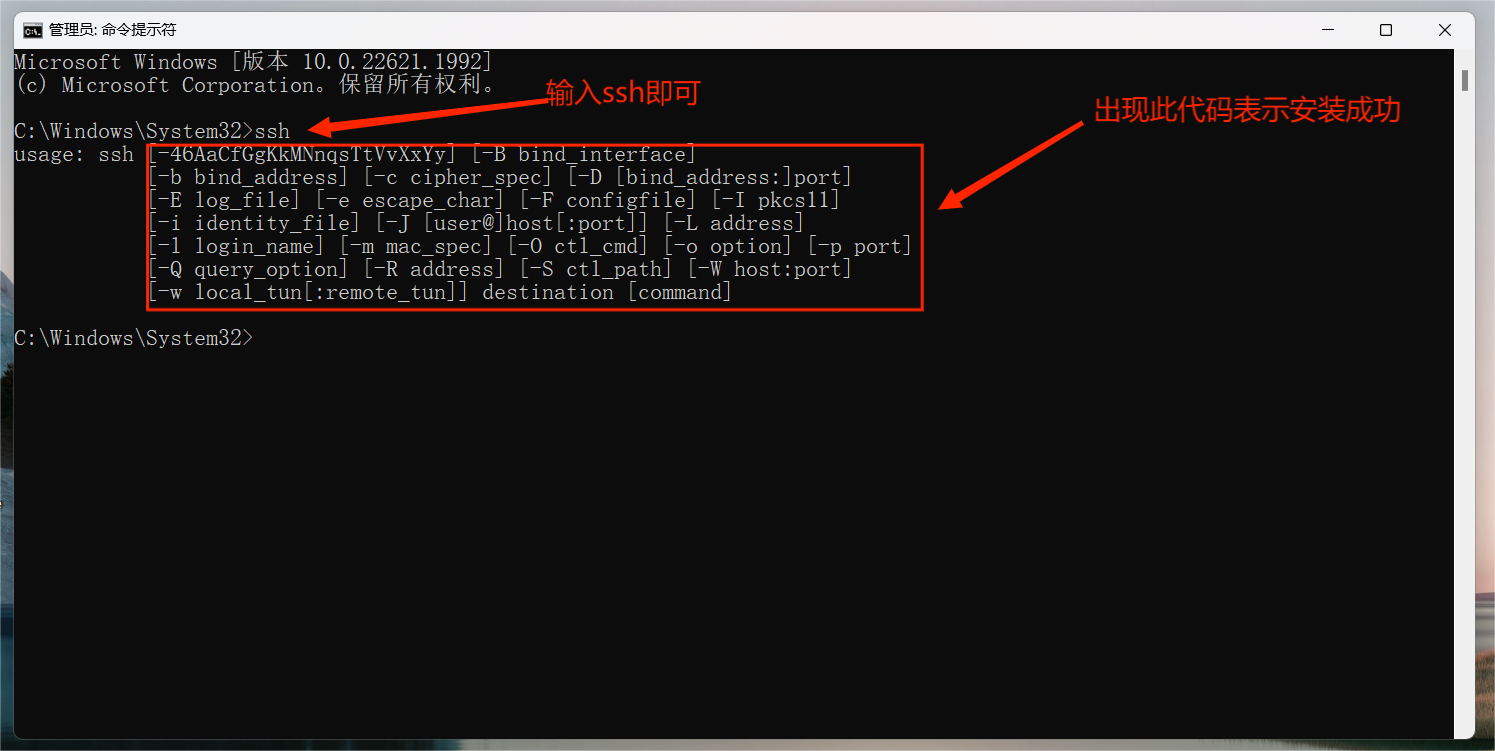 管理员: 命令提示符
Microsoft Windows [版本 10.0.22621.1992]
(c) Microsoft Corporation。保留所有权利。
输入ssh即可
出现此代码表示安装成功
C:\Windows\System32>ssh
usage: ssh [-46AaCfGgKkMNnqsTtVvXxYy] [-B bind_interface]
[-b bind_address] [-c cipher_spec] [-D [bind_address:]port]
[-E log_file] [-e escape_char] [-F configfile] [-I pkcs11]
[-i identity_file] [-J [user@]host[:port]] [-L address]
[-l login_name] [-m mac_spec] [-O ctl_cmd] [-o option] [-p port]
[-Q query_option] [-R address] [-S ctl_path] [-W host:port]
[-w local_tun[:remote_tun]] destination [command]
C:\Windows\System32>